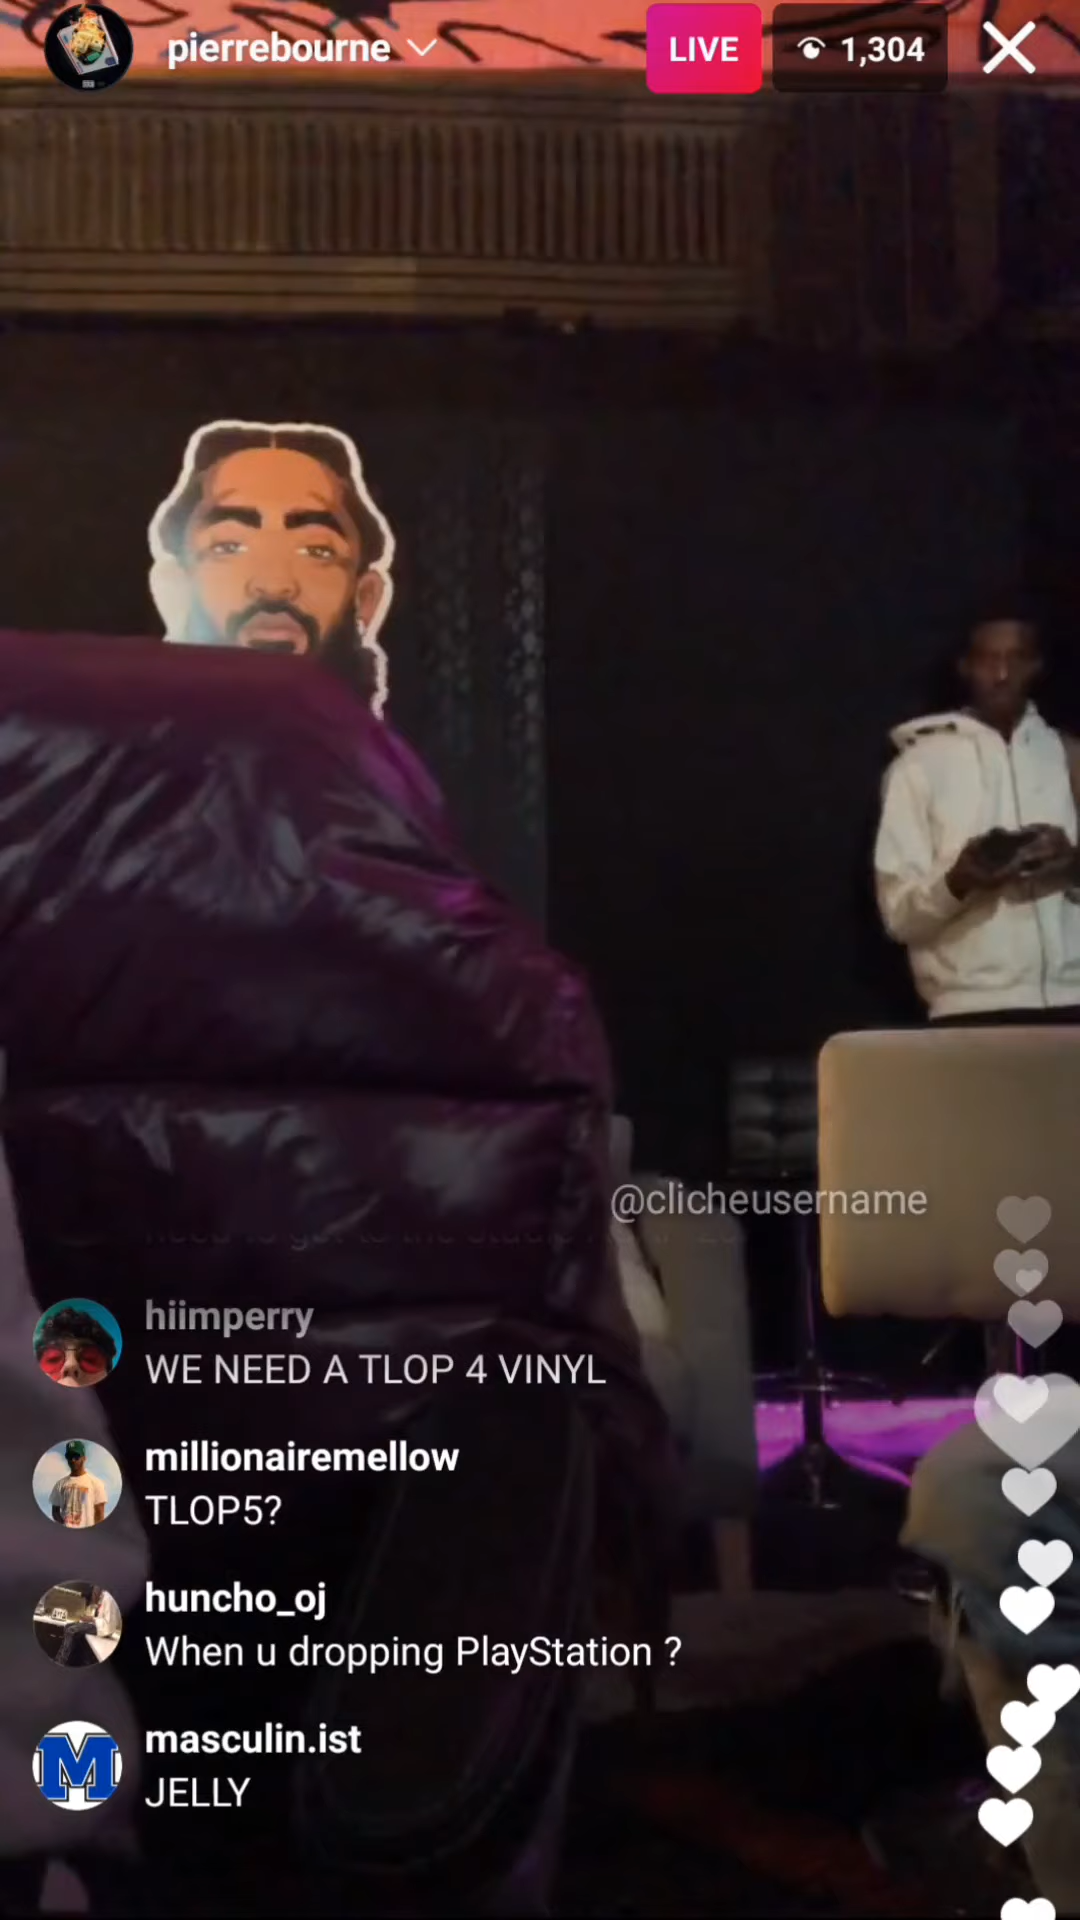 pierrebourne
LIVE
1,304
@clicheusername
hiimperry
WE NEED A TLOP 4 VINYL
millionairemellow
TLOP5?
huncho_oj
When u dropping PlayStation ?
masculin.ist
JELLY